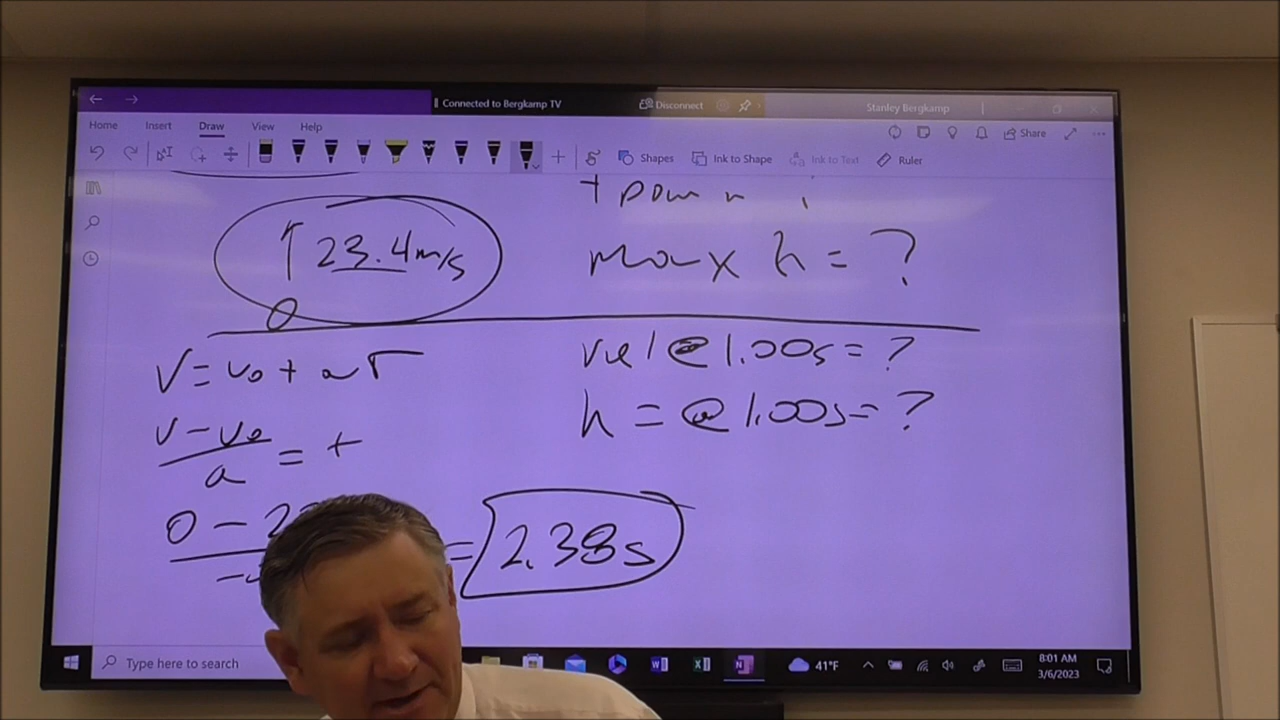 Connected to Bergkamp TV
Disconnect
Stanley Bergkamp
Home Insert Draw View Help
Share
Shapes Ink to Shape Ink to Text Ruler
↑ 23.4m/s
max h = ?
V = v₀ + at
vel @ 1.00s = ?
h = @ 1.00s = ?
v - v₀
a
= t
0 - 2
= 2.38s
Type here to search
41°F
8:01 AM
3/6/2023